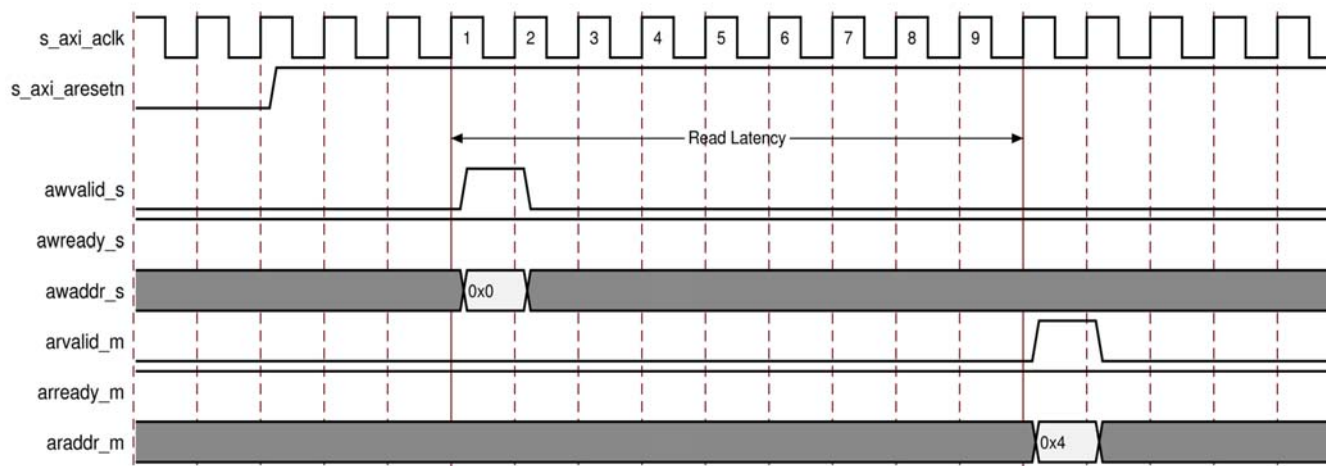 s_axi_aclk 1 2 3 4 5 6 7 8 9
s_axi_aresetn
Read Latency
awvalid_s
awready_s
awaddr_s 0x0
arvalid_m
arready_m
araddr_m 0x4